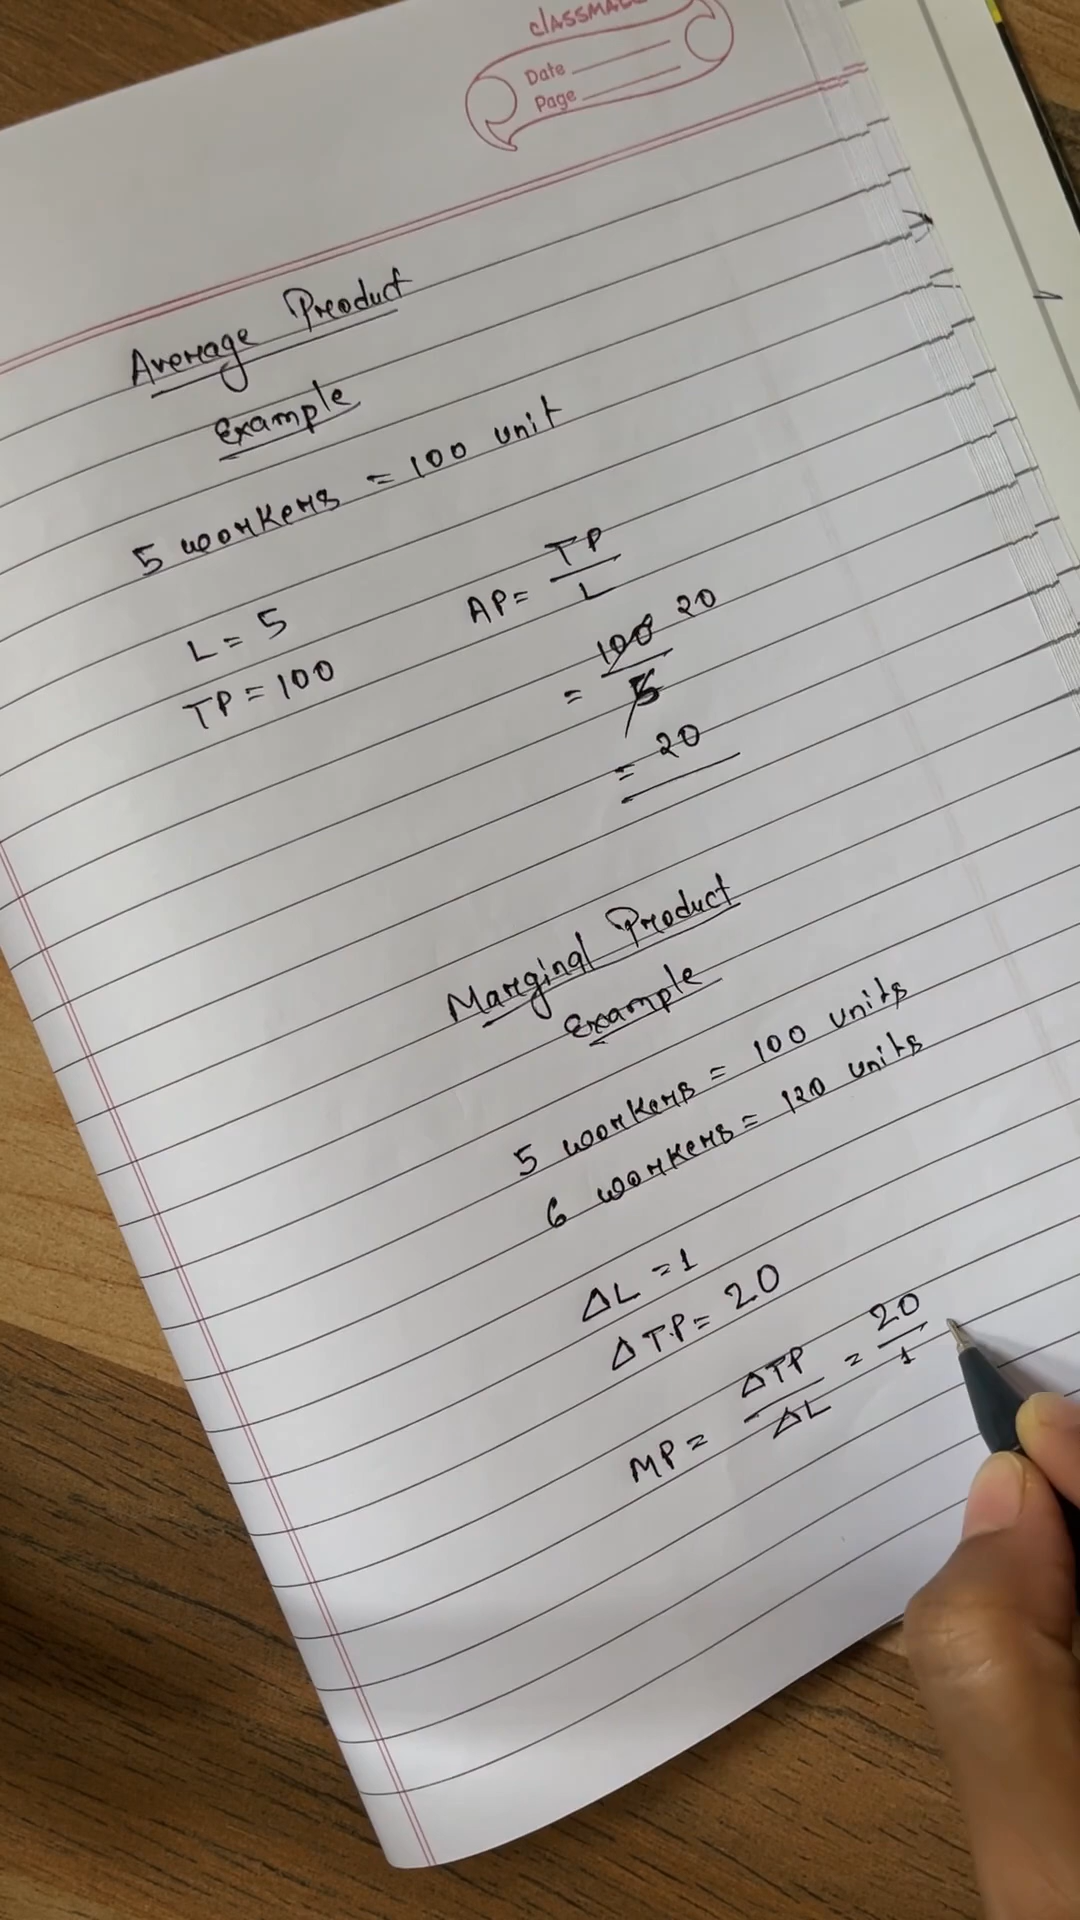 classmate
Date
Page
Average Product
Example
5 workers = 100 unit
L = 5
TP = 100
AP = TP/L
= 100/5 20
= 20
Marginal Product
Example
5 workers = 100 units
6 workers = 120 units
ΔL = 1
ΔT.P = 20
MP = ΔTP/ΔL = 20/1